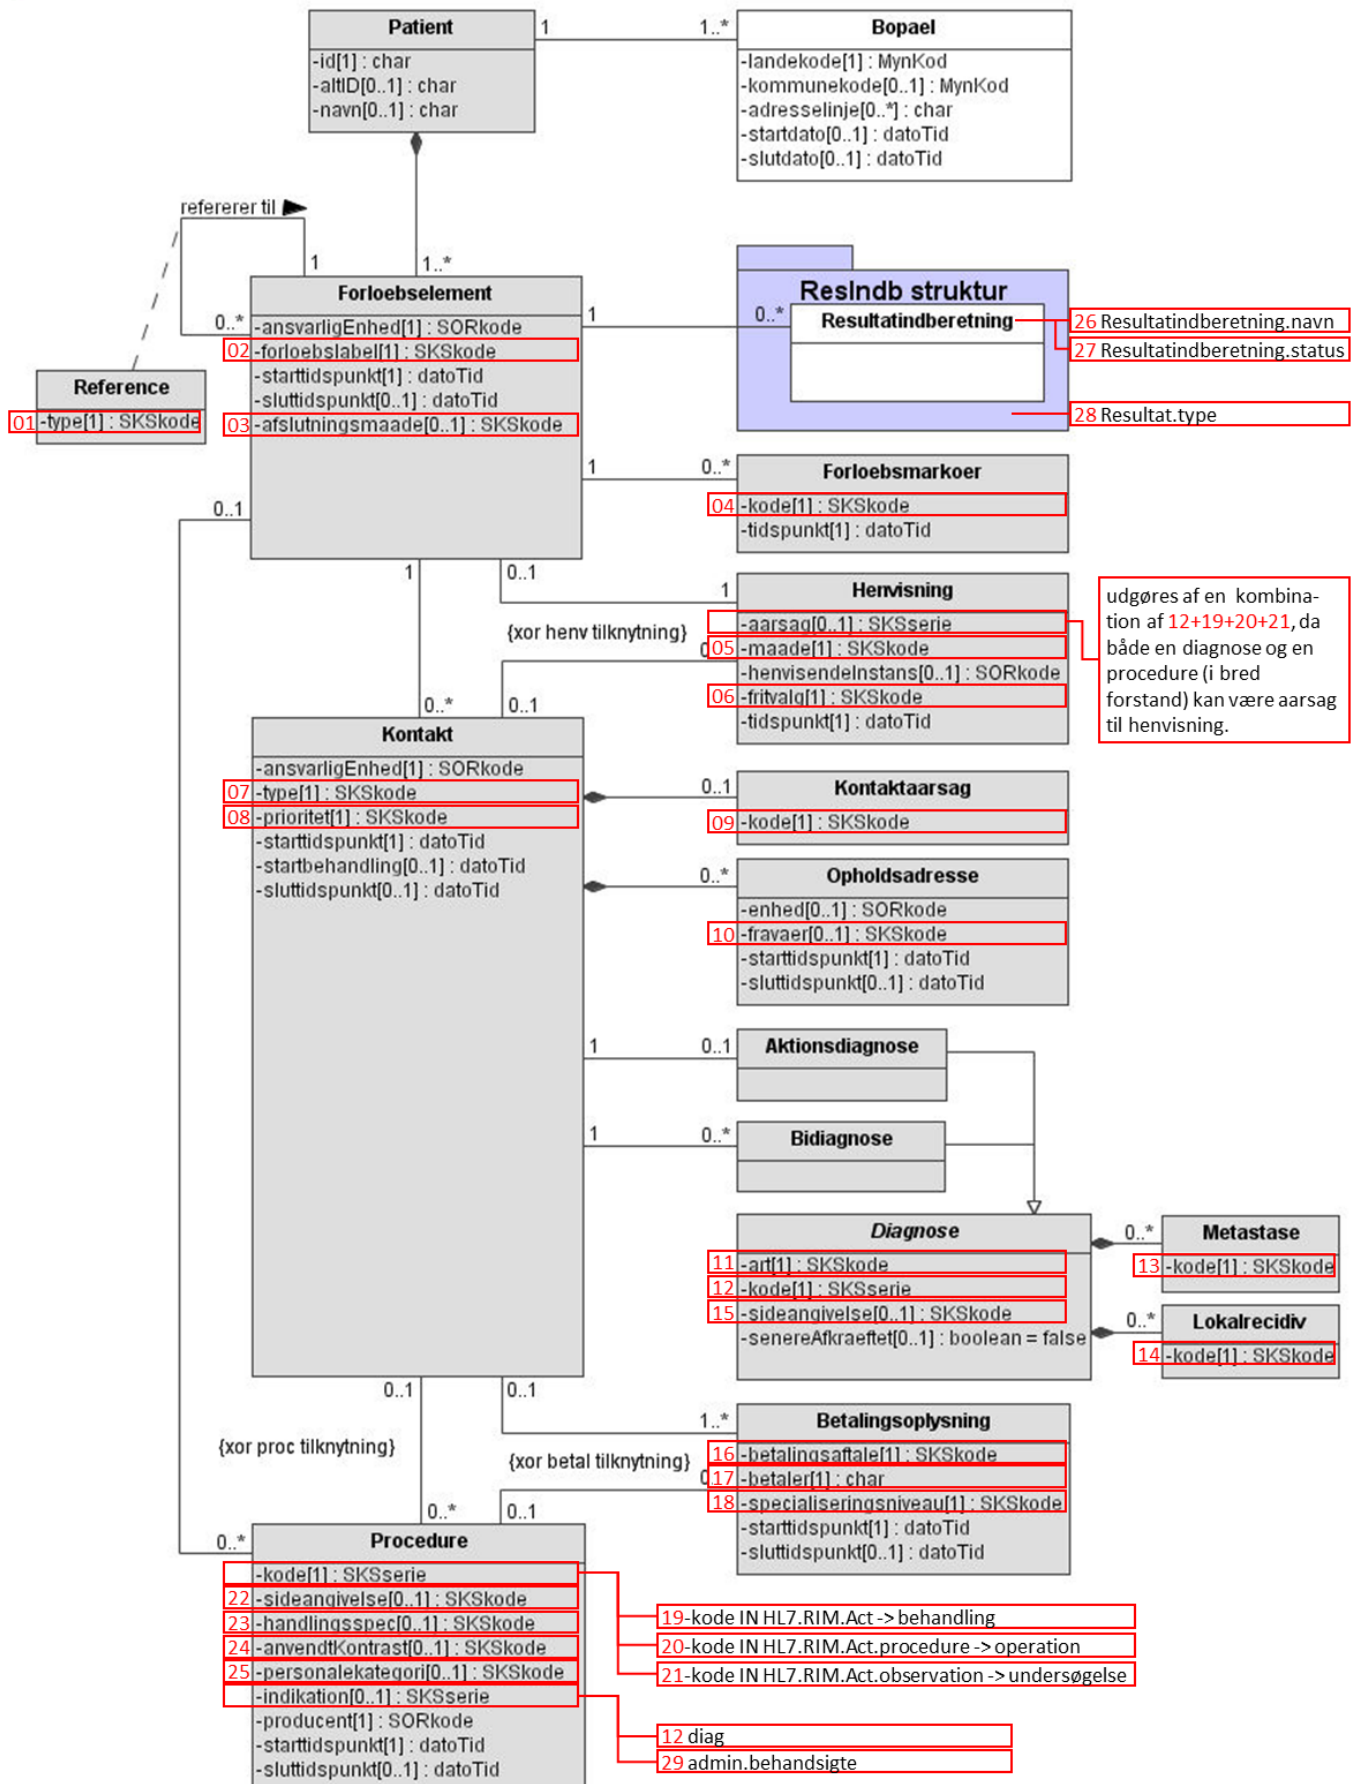 Patient
-id[1] : char
-altID[0..1] : char
-navn[0..1] : char
1
1..*
Bopael
-landekode[1] : MynKod
-kommunekode[0..1] : MynKod
-adresselinje[0..*] : char
-startdato[0..1] : datoTid
-slutdato[0..1] : datoTid
refererer til
1
1..*
0..*
Forloebselement
-ansvarligEnhed[1] : SORkode
02 -forloebslabel[1] : SKSkode
-starttidspunkt[1] : datoTid
-sluttidspunkt[0..1] : datoTid
03 -afslutningsmaade[0..1] : SKSkode
Reference
01 -type[1] : SKSkode
1
0..*
ResIndb struktur
Resultatindberetning
26 Resultatindberetning.navn
27 Resultatindberetning.status
28 Resultat.type
1
0..*
Forloebsmarkoer
04 -kode[1] : SKSkode
-tidspunkt[1] : datoTid
0..1
1
0..1
1
{xor henv tilknytning}
Henvisning
-aarsag[0..1] : SKSserie
05 -maade[1] : SKSkode
-henvisendeInstans[0..1] : SORkode
06 -fritvalg[1] : SKSkode
-tidspunkt[1] : datoTid
udgøres af en kombina-
tion af 12+19+20+21, da
både en diagnose og en
procedure (i bred
forstand) kan være aarsag
til henvisning.
0..*
0..1
Kontakt
-ansvarligEnhed[1] : SORkode
07 -type[1] : SKSkode
08 -prioritet[1] : SKSkode
-starttidspunkt[1] : datoTid
-startbehandling[0..1] : datoTid
-sluttidspunkt[0..1] : datoTid
0..1
Kontaktaarsag
09 -kode[1] : SKSkode
0..*
Opholdsadresse
-enhed[0..1] : SORkode
10 -fravaer[0..1] : SKSkode
-starttidspunkt[1] : datoTid
-sluttidspunkt[0..1] : datoTid
1
0..1
Aktionsdiagnose
1
0..*
Bidiagnose
Diagnose
11 -art[1] : SKSkode
12 -kode[1] : SKSserie
15 -sideangivelse[0..1] : SKSkode
-senereAfkraeftet[0..1] : boolean = false
0..*
Metastase
13 -kode[1] : SKSkode
0..*
Lokalrecidiv
14 -kode[1] : SKSkode
0..1
0..1
1..*
{xor proc tilknytning}
{xor betal tilknytning}
Betalingsoplysning
16 -betalingsaftale[1] : SKSkode
17 -betaler[1] : char
18 -specialiseringsniveau[1] : SKSkode
-starttidspunkt[1] : datoTid
-sluttidspunkt[0..1] : datoTid
0..*
0..1
0..*
Procedure
-kode[1] : SKSserie
22 -sideangivelse[0..1] : SKSkode
23 -handlingsspec[0..1] : SKSkode
24 -anvendtKontrast[0..1] : SKSkode
25 -personalekategori[0..1] : SKSkode
-indikation[0..1] : SKSserie
-producent[1] : SORkode
-starttidspunkt[1] : datoTid
-sluttidspunkt[0..1] : datoTid
19-kode IN HL7.RIM.Act -> behandling
20-kode IN HL7.RIM.Act.procedure -> operation
21-kode IN HL7.RIM.Act.observation -> undersøgelse
12 diag
29 admin.behandsigte